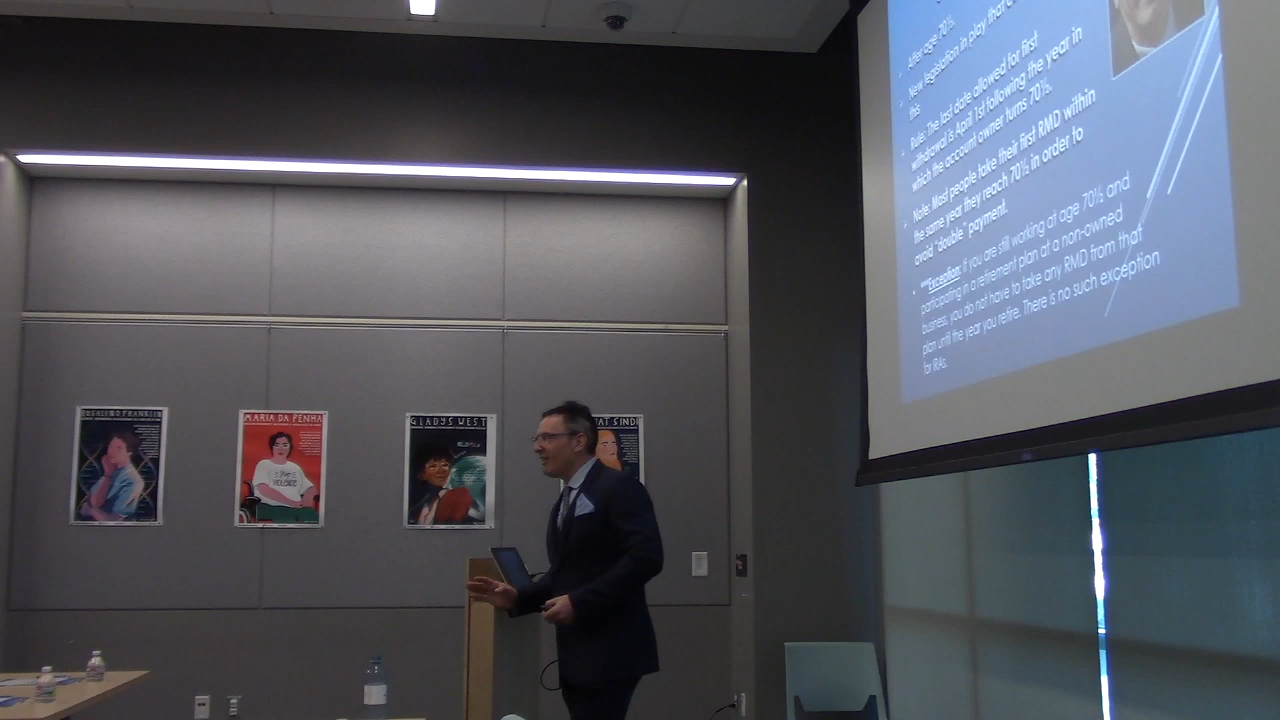 After age 70½.
New legislation in play that
this
Rule: The last date allowed for first
withdrawal is April 1st following the year in
which the account owner turns 70½.
Note: Most people take their first RMD within
the same year they reach 70½ in order to
avoid "double" payment.
***Exception: If you are still working at age 70½ and
participating in a retirement plan at a non-owned
business, you do not have to take any RMD from that
plan until the year you retire. There is no such exception
for IRAs.
ROSALIND FRANKLIN
MARIA DA PENHA
VIOLENCE
GLADYS WEST